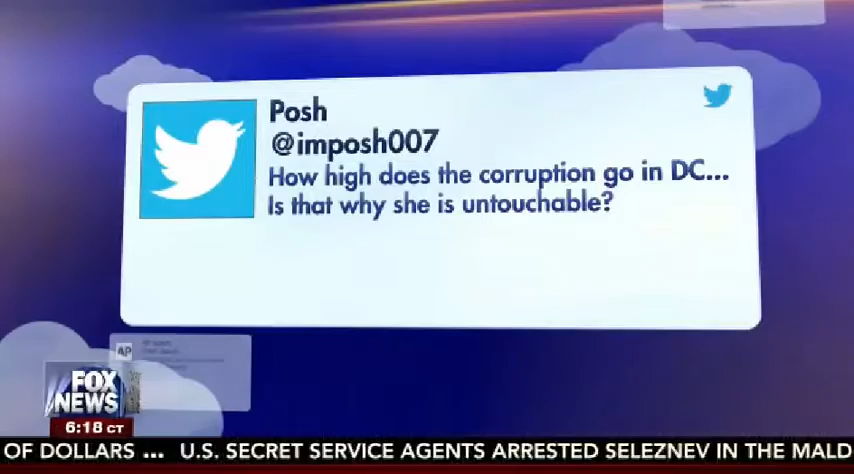 Posh
@imposh007
How high does the corruption go in DC...
Is that why she is untouchable?
AP
FOX
NEWS
6:18 CT
OF DOLLARS ... U.S. SECRET SERVICE AGENTS ARRESTED SELEZNEV IN THE MALD